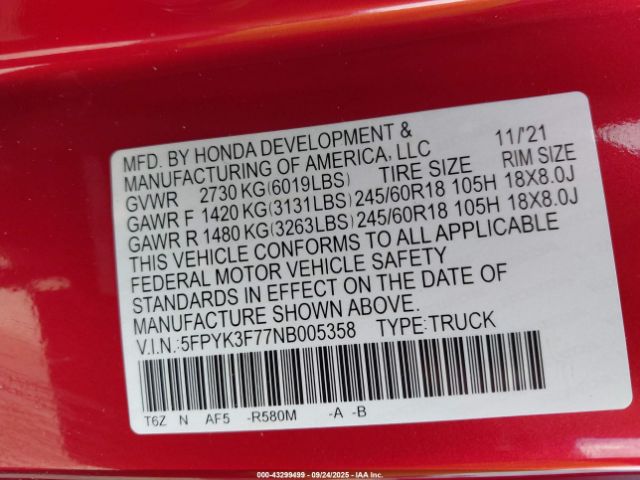 MFD. BY HONDA DEVELOPMENT & 11/'21
MANUFACTURING OF AMERICA, LLC
GVWR 2730 KG(6019LBS) TIRE SIZE RIM SIZE
GAWR F 1420 KG(3131LBS) 245/60R18 105H 18X8.0J
GAWR R 1480 KG(3263LBS) 245/60R18 105H 18X8.0J
THIS VEHICLE CONFORMS TO ALL APPLICABLE
FEDERAL MOTOR VEHICLE SAFETY
STANDARDS IN EFFECT ON THE DATE OF
MANUFACTURE SHOWN ABOVE.
V.I.N.:5FPYK3F77NB005358 TYPE:TRUCK
T6Z N AF5 -R580M -A -B
000-43299499 - 09/24/2025 - IAA Inc.